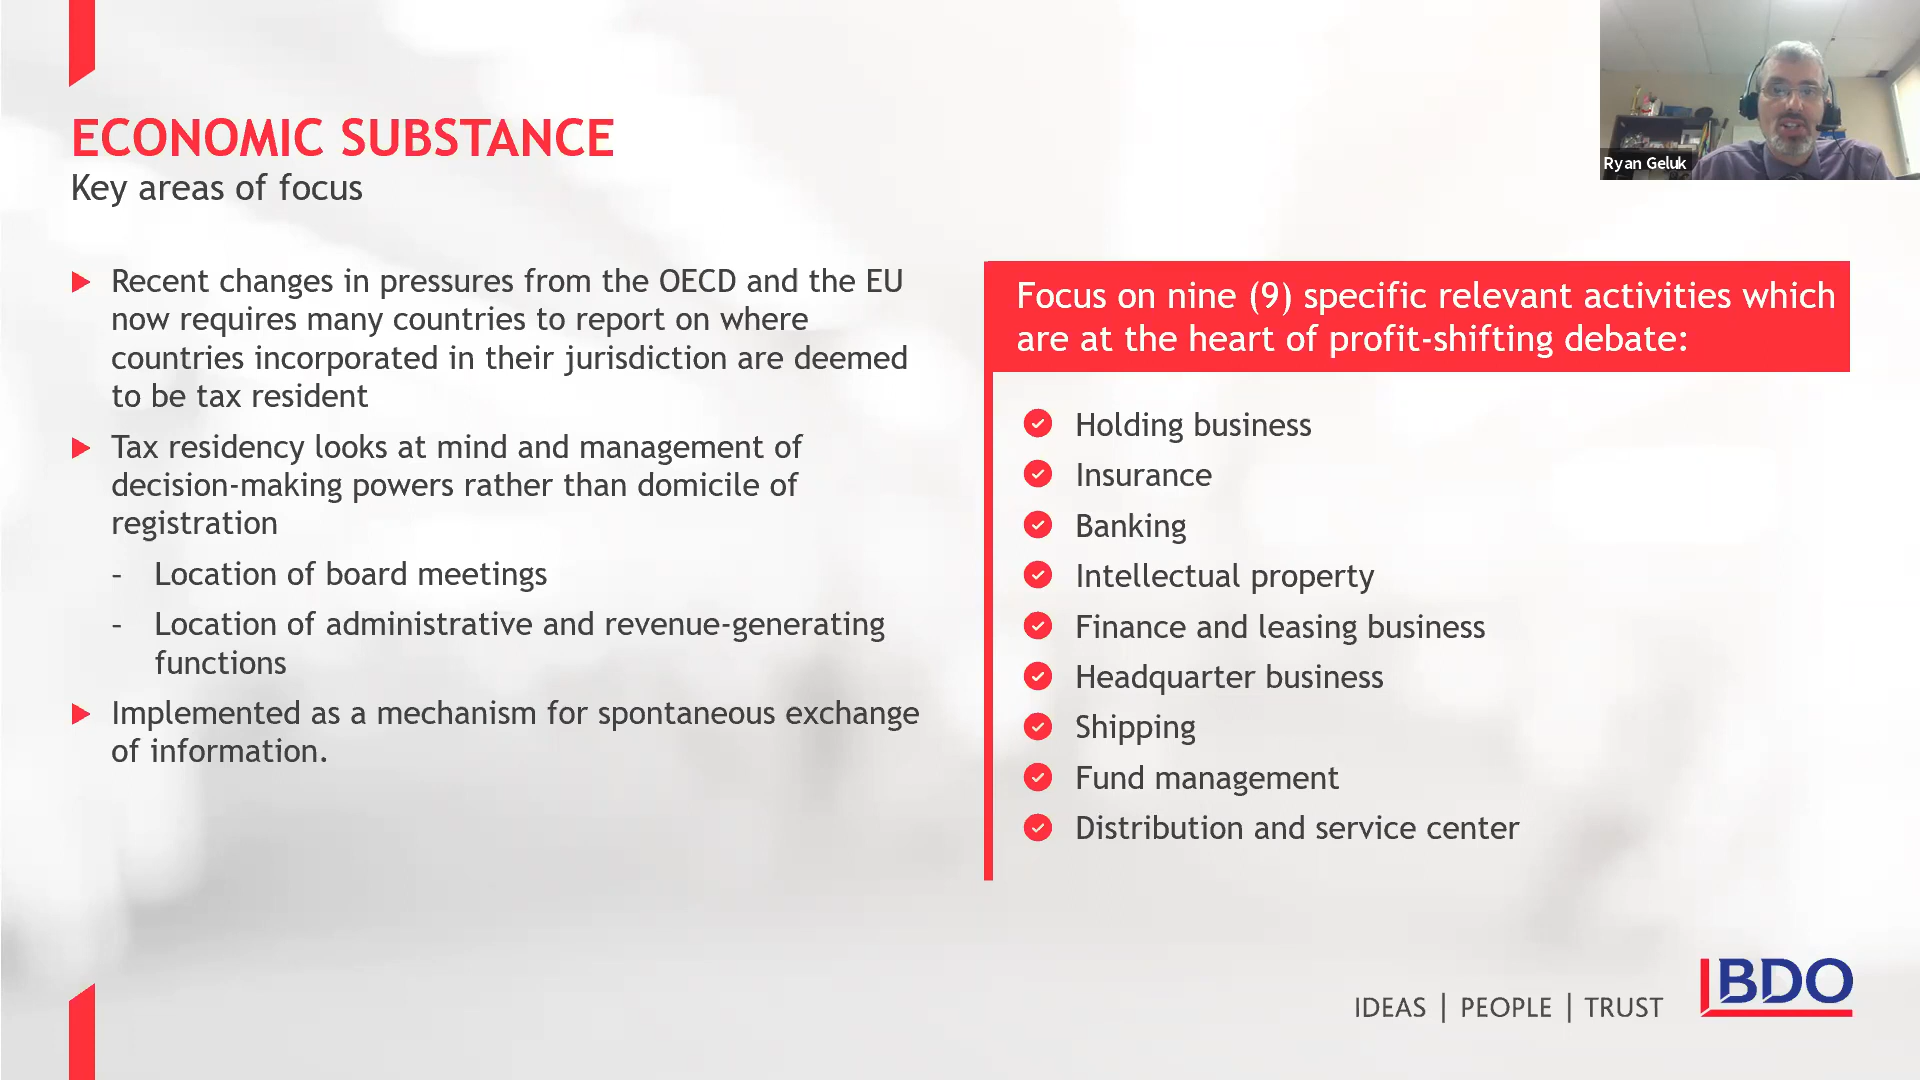 ECONOMIC SUBSTANCE
Key areas of focus
Ryan Geluk
Recent changes in pressures from the OECD and the EU
now requires many countries to report on where
countries incorporated in their jurisdiction are deemed
to be tax resident
Tax residency looks at mind and management of
decision-making powers rather than domicile of
registration
- Location of board meetings
- Location of administrative and revenue-generating
functions
Implemented as a mechanism for spontaneous exchange
of information.
Focus on nine (9) specific relevant activities which
are at the heart of profit-shifting debate:
Holding business
Insurance
Banking
Intellectual property
Finance and leasing business
Headquarter business
Shipping
Fund management
Distribution and service center
IDEAS | PEOPLE | TRUST
BDO